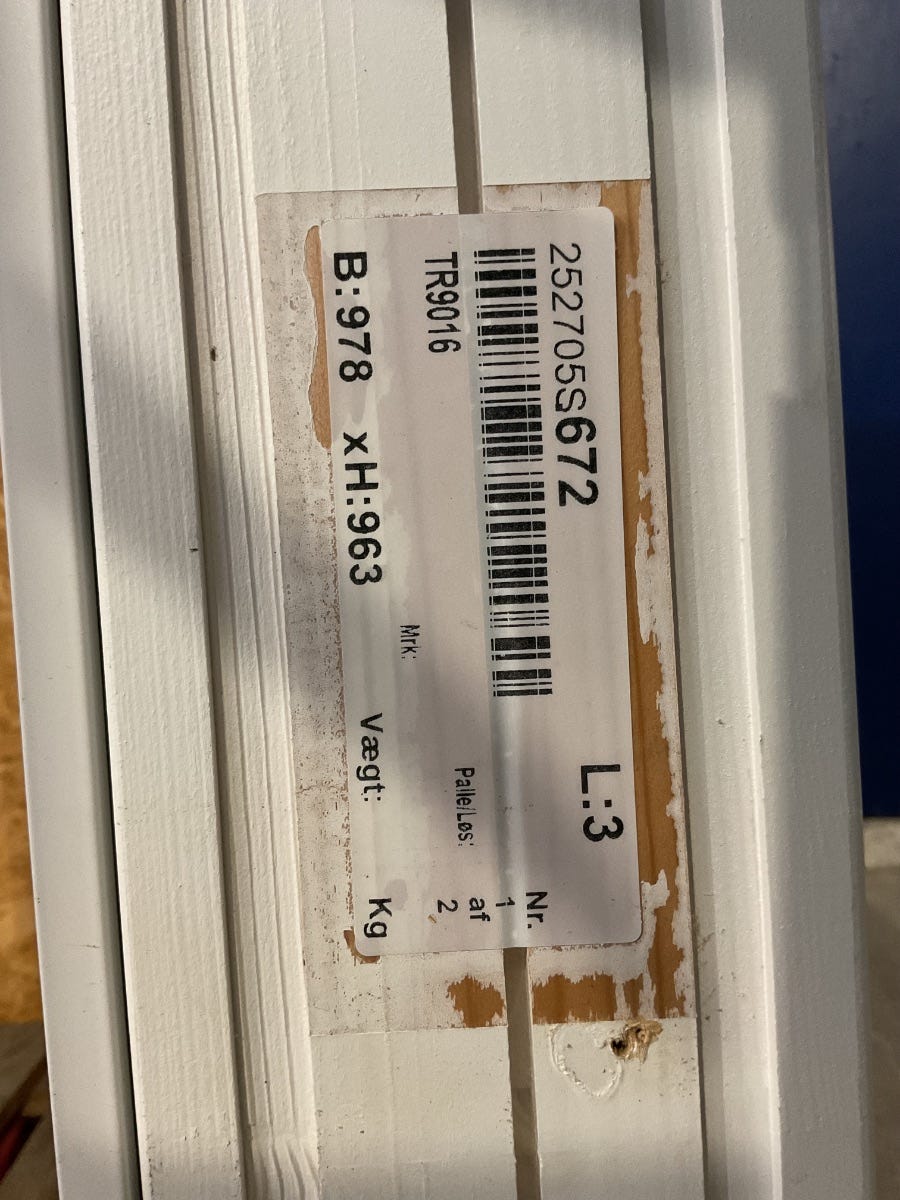 252705S672
L:3
TR9016
Palle/Løs:
Nr.
1
af
2
Mrk:
B:978 xH:963 Vægt: Kg